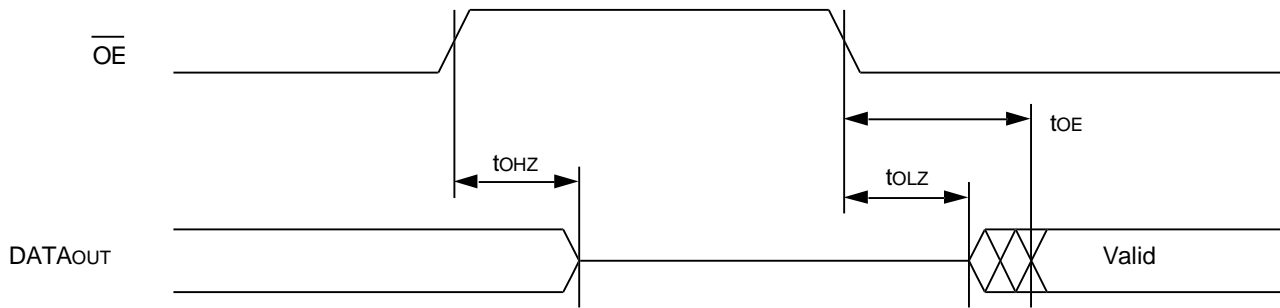 OE
tOE
tOHZ
tOLZ
DATAOUT
Valid